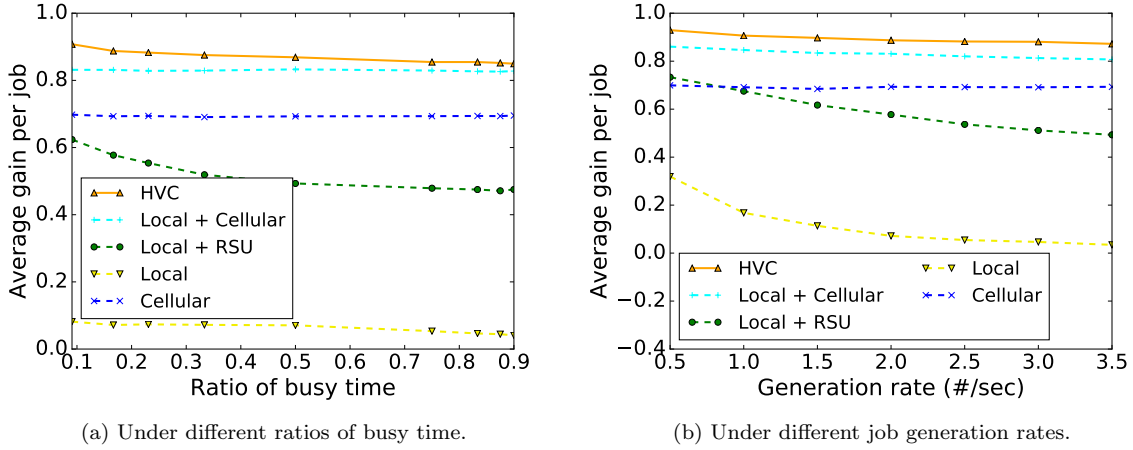 1.0
0.8
0.6
0.4
0.2
0.0
Average gain per job
HVC
Local + Cellular
Local + RSU
Local
Cellular
0.1 0.2 0.3 0.4 0.5 0.6 0.7 0.8 0.9
Ratio of busy time
(a) Under different ratios of busy time.
1.0
0.8
0.6
0.4
0.2
0.0
−0.2
−0.4
Average gain per job
HVC
Local + Cellular
Local + RSU
Local
Cellular
0.5 1.0 1.5 2.0 2.5 3.0 3.5
Generation rate (#/sec)
(b) Under different job generation rates.